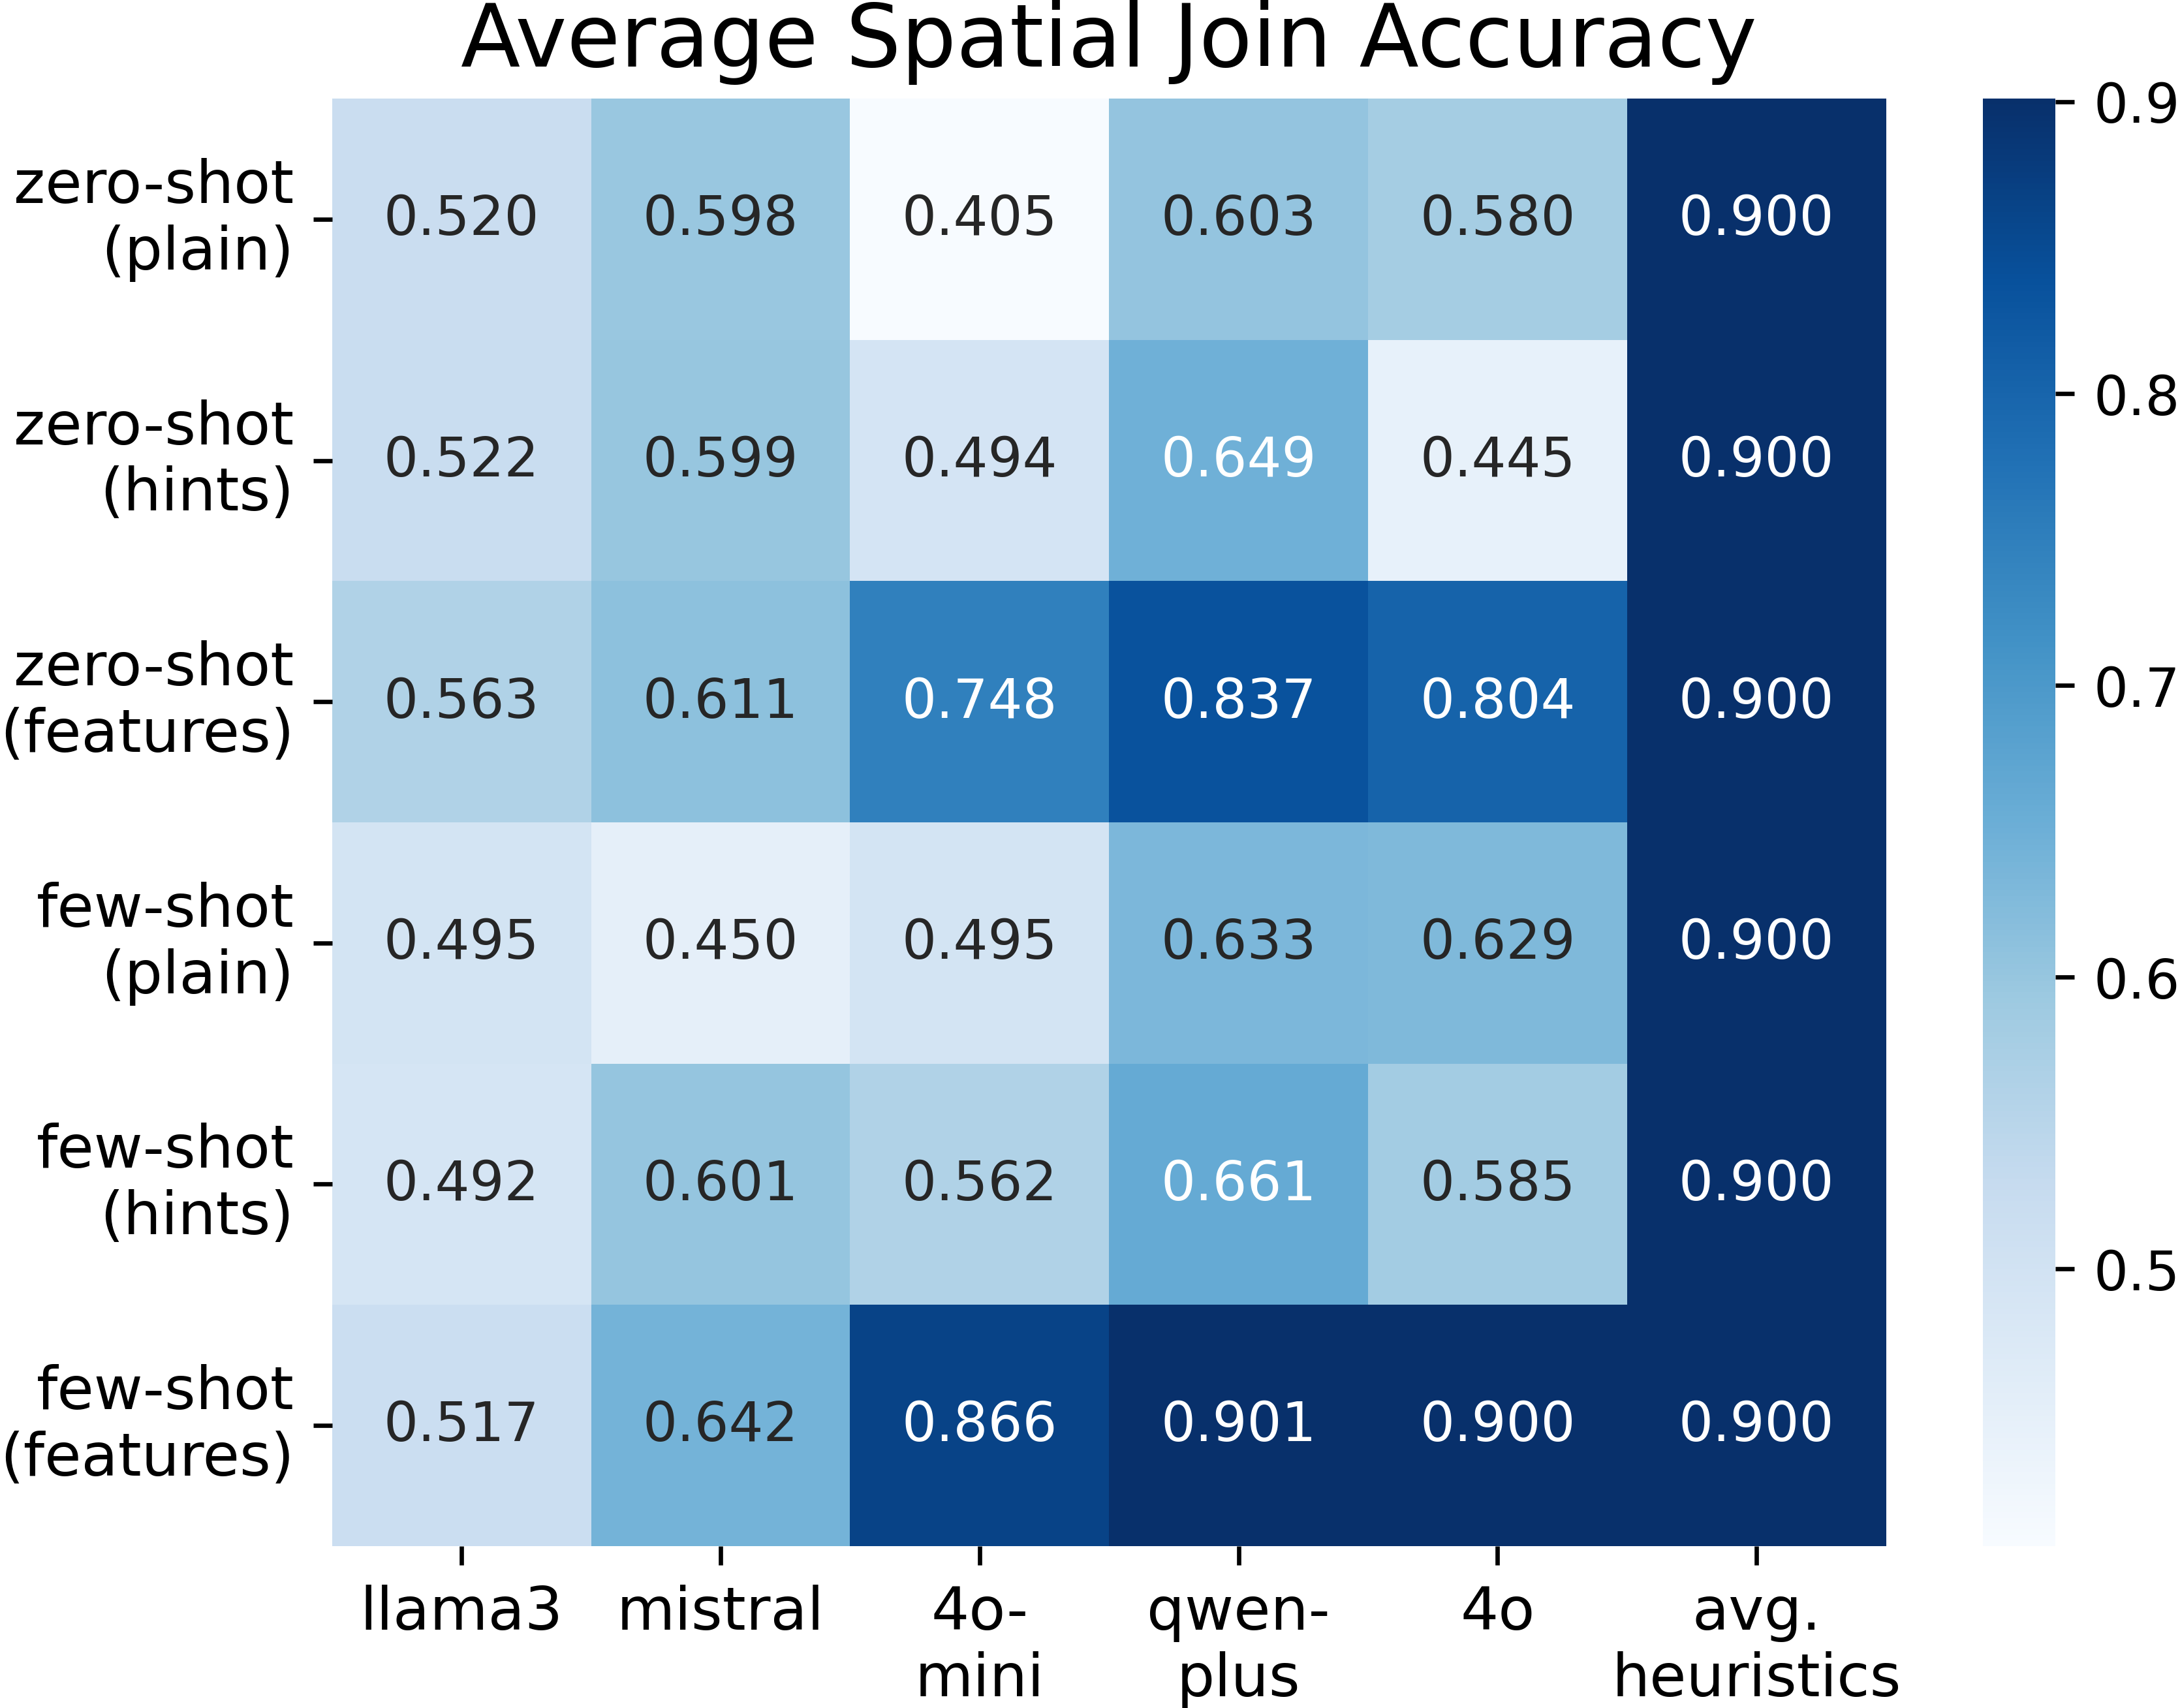 Average Spatial Join Accuracy
zero-shot
(plain)
0.520 0.598 0.405 0.603 0.580 0.900
zero-shot
(hints)
0.522 0.599 0.494 0.649 0.445 0.900
zero-shot
(features)
0.563 0.611 0.748 0.837 0.804 0.900
few-shot
(plain)
0.495 0.450 0.495 0.633 0.629 0.900
few-shot
(hints)
0.492 0.601 0.562 0.661 0.585 0.900
few-shot
(features)
0.517 0.642 0.866 0.901 0.900 0.900
llama3 mistral 4o- qwen- 4o avg.
mini plus heuristics
0.9
0.8
0.7
0.6
0.5